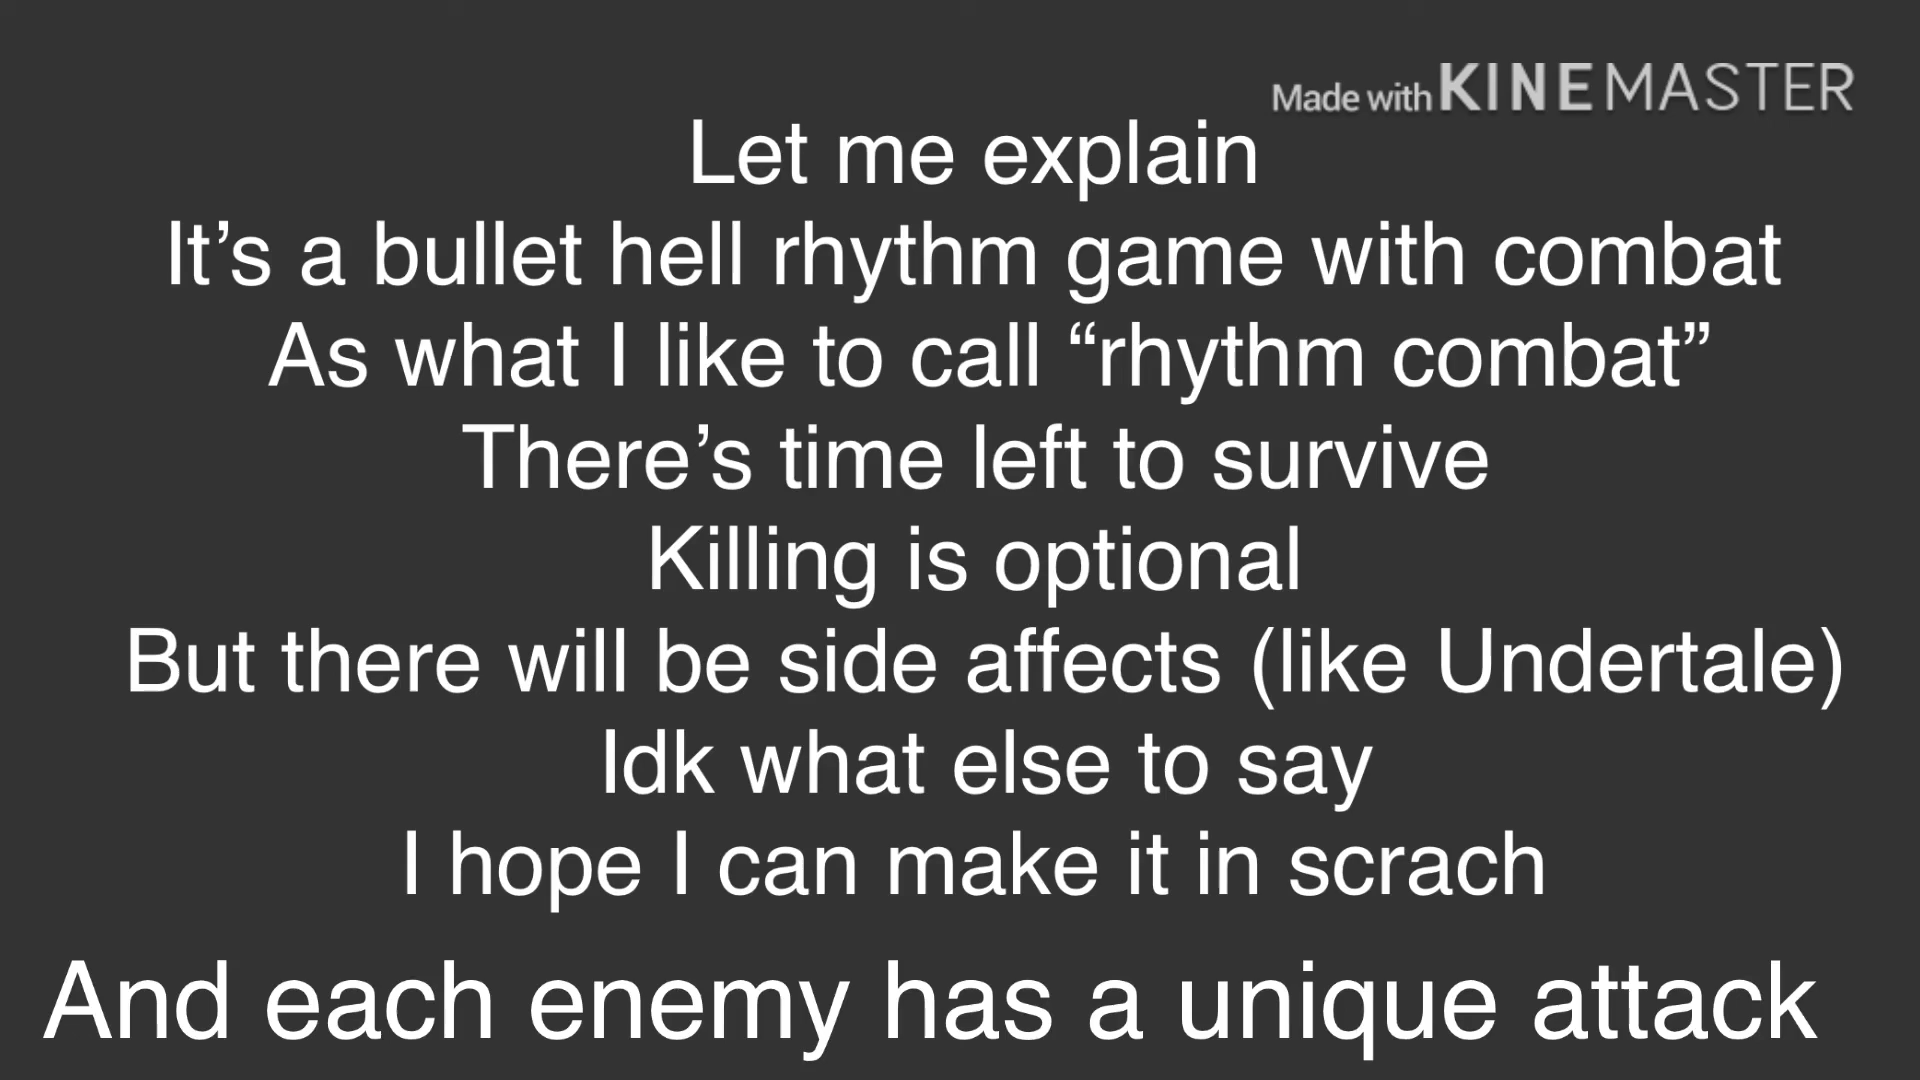 Made with KINEMASTER
Let me explain
It’s a bullet hell rhythm game with combat
As what I like to call “rhythm combat”
There’s time left to survive
Killing is optional
But there will be side affects (like Undertale)
Idk what else to say
I hope I can make it in scrach
And each enemy has a unique attack